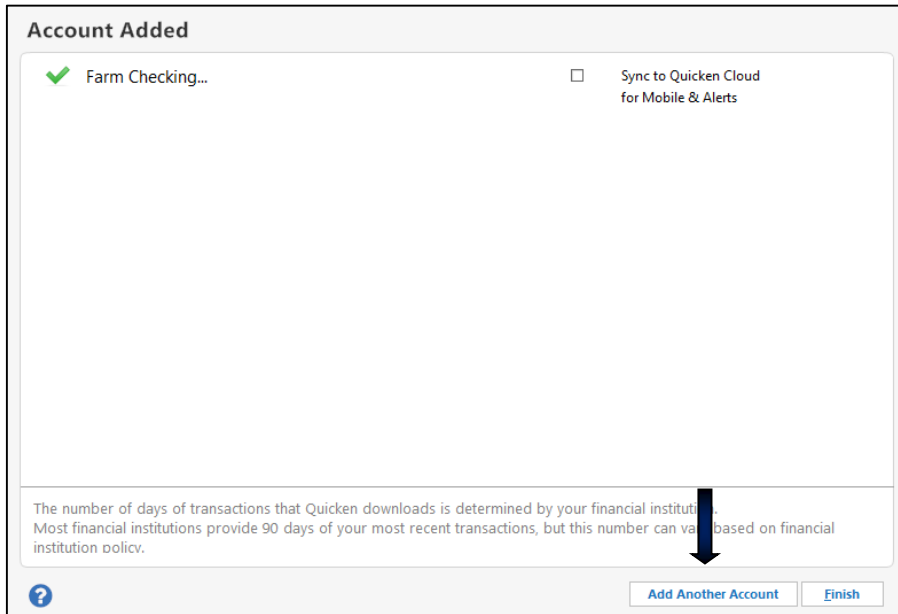 Account Added
Farm Checking...
Sync to Quicken Cloud
for Mobile & Alerts
The number of days of transactions that Quicken downloads is determined by your financial
Most financial institutions provide 90 days of your most recent transactions, but this number can based on financial
institution policy.
?
Add Another Account
Finish